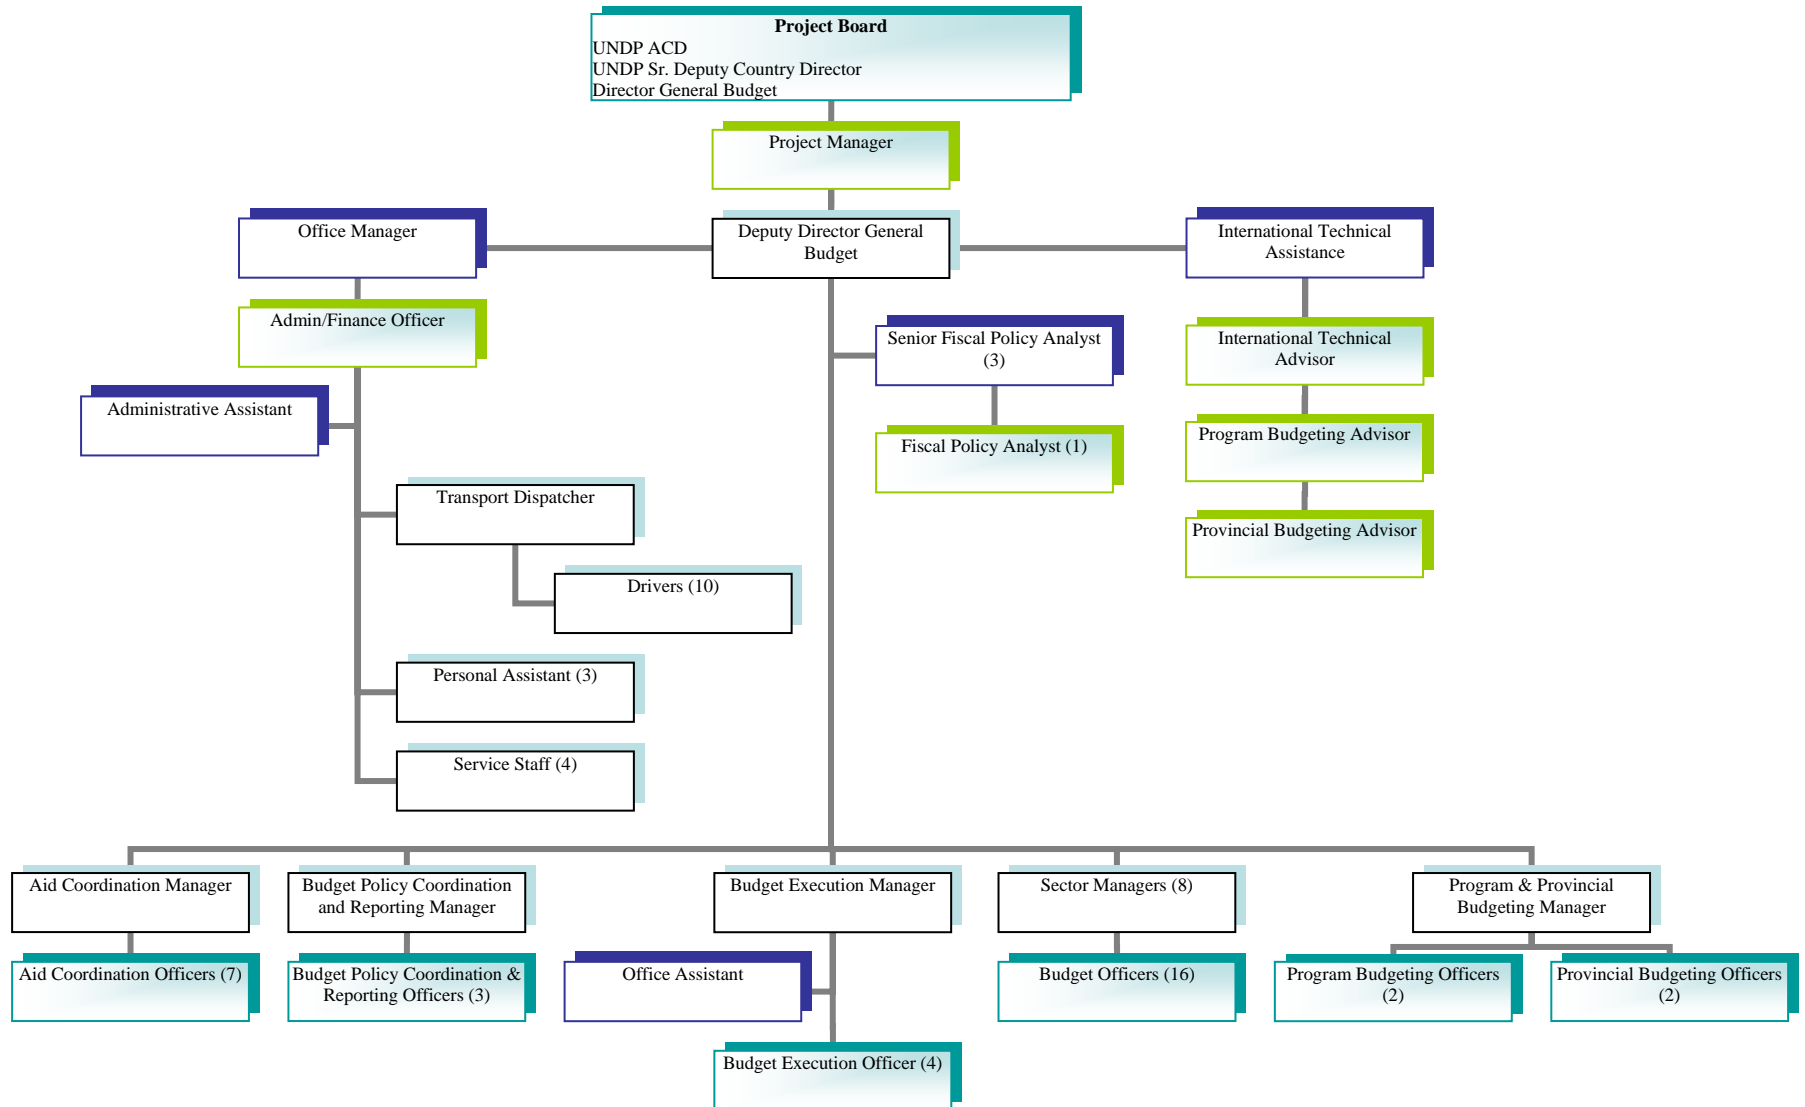 Project Board
UNDP ACD
UNDP Sr. Deputy Country Director
Director General Budget
Project Manager
Office Manager
Deputy Director General
Budget
International Technical
Assistance
Admin/Finance Officer
Senior Fiscal Policy Analyst
(3)
International Technical
Advisor
Administrative Assistant
Fiscal Policy Analyst (1)
Program Budgeting Advisor
Transport Dispatcher
Provincial Budgeting Advisor
Drivers (10)
Personal Assistant (3)
Service Staff (4)
Aid Coordination Manager
Budget Policy Coordination
and Reporting Manager
Budget Execution Manager
Sector Managers (8)
Program & Provincial
Budgeting Manager
Aid Coordination Officers (7)
Budget Policy Coordination &
Reporting Officers (3)
Office Assistant
Budget Officers (16)
Program Budgeting Officers
(2)
Provincial Budgeting Officers
(2)
Budget Execution Officer (4)